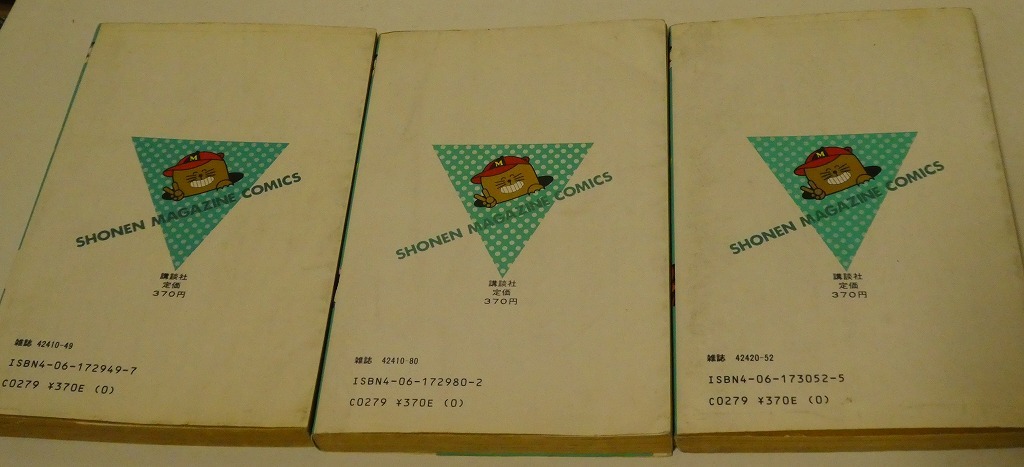 M
SHONEN MAGAZINE COMICS
講談社
定価
370円
雑誌 42410-49
ISBN4-06-172949-7
C0279 ¥370E (0)
M
SHONEN MAGAZINE COMICS
講談社
定価
370円
雑誌 42410-80
ISBN4-06-172980-2
C0279 ¥370E (0)
M
SHONEN MAGAZINE COMICS
講談社
定価
370円
雑誌 42420-52
ISBN4-06-173052-5
C0279 ¥370E (0)